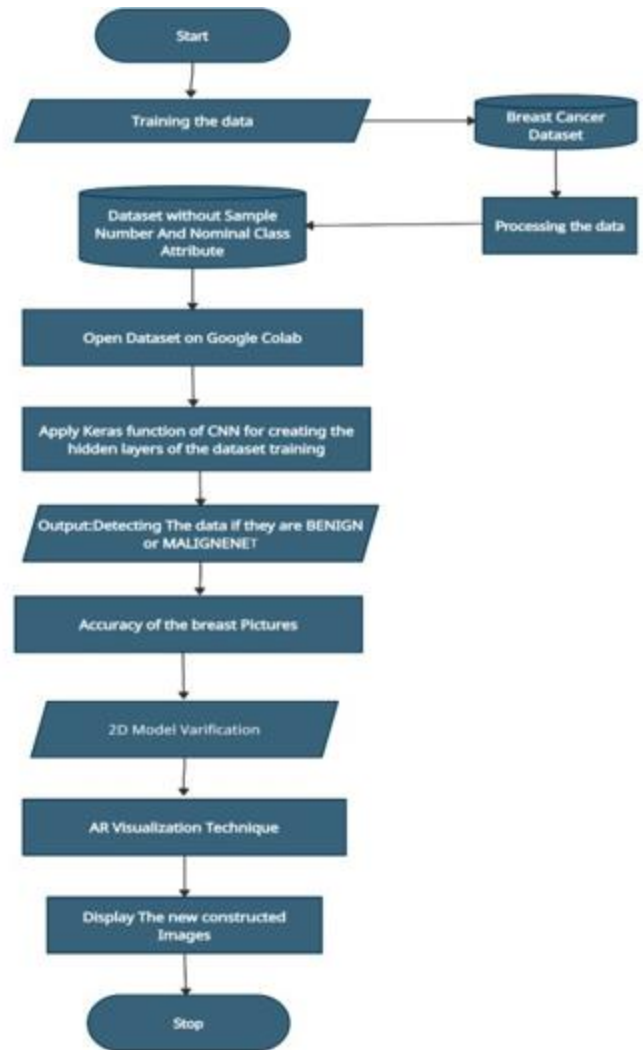 Start
Training the data
Breast Cancer
Dataset
Processing the data
Dataset without Sample
Number And Nominal Class
Attribute
Open Dataset on Google Colab
Apply Keras function of CNN for creating the
hidden layers of the dataset training
Output:Detecting The data if they are BENIGN
or MALIGNENET
Accuracy of the breast Pictures
2D Model Varification
AR Visualization Technique
Display The new constructed
Images
Stop